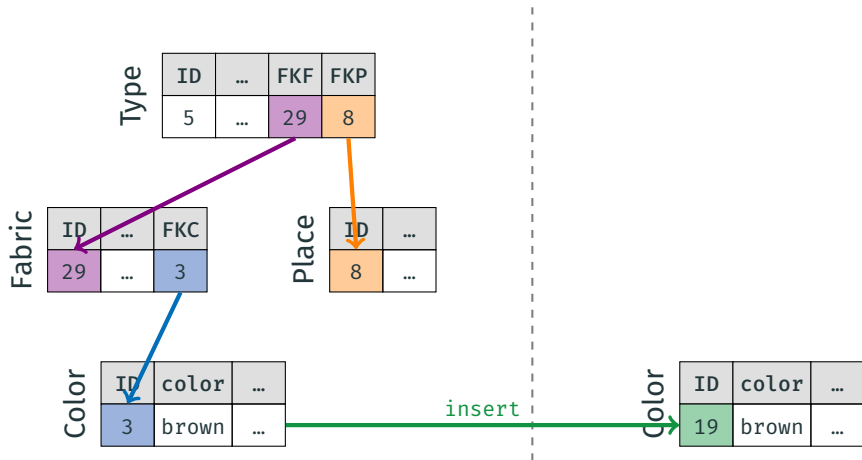 Type
ID … FKF FKP
5 … 29 8
Fabric
ID … FKC
29 … 3
Place
ID …
8 …
Color
ID color …
3 brown …
insert
Color
ID color …
19 brown …